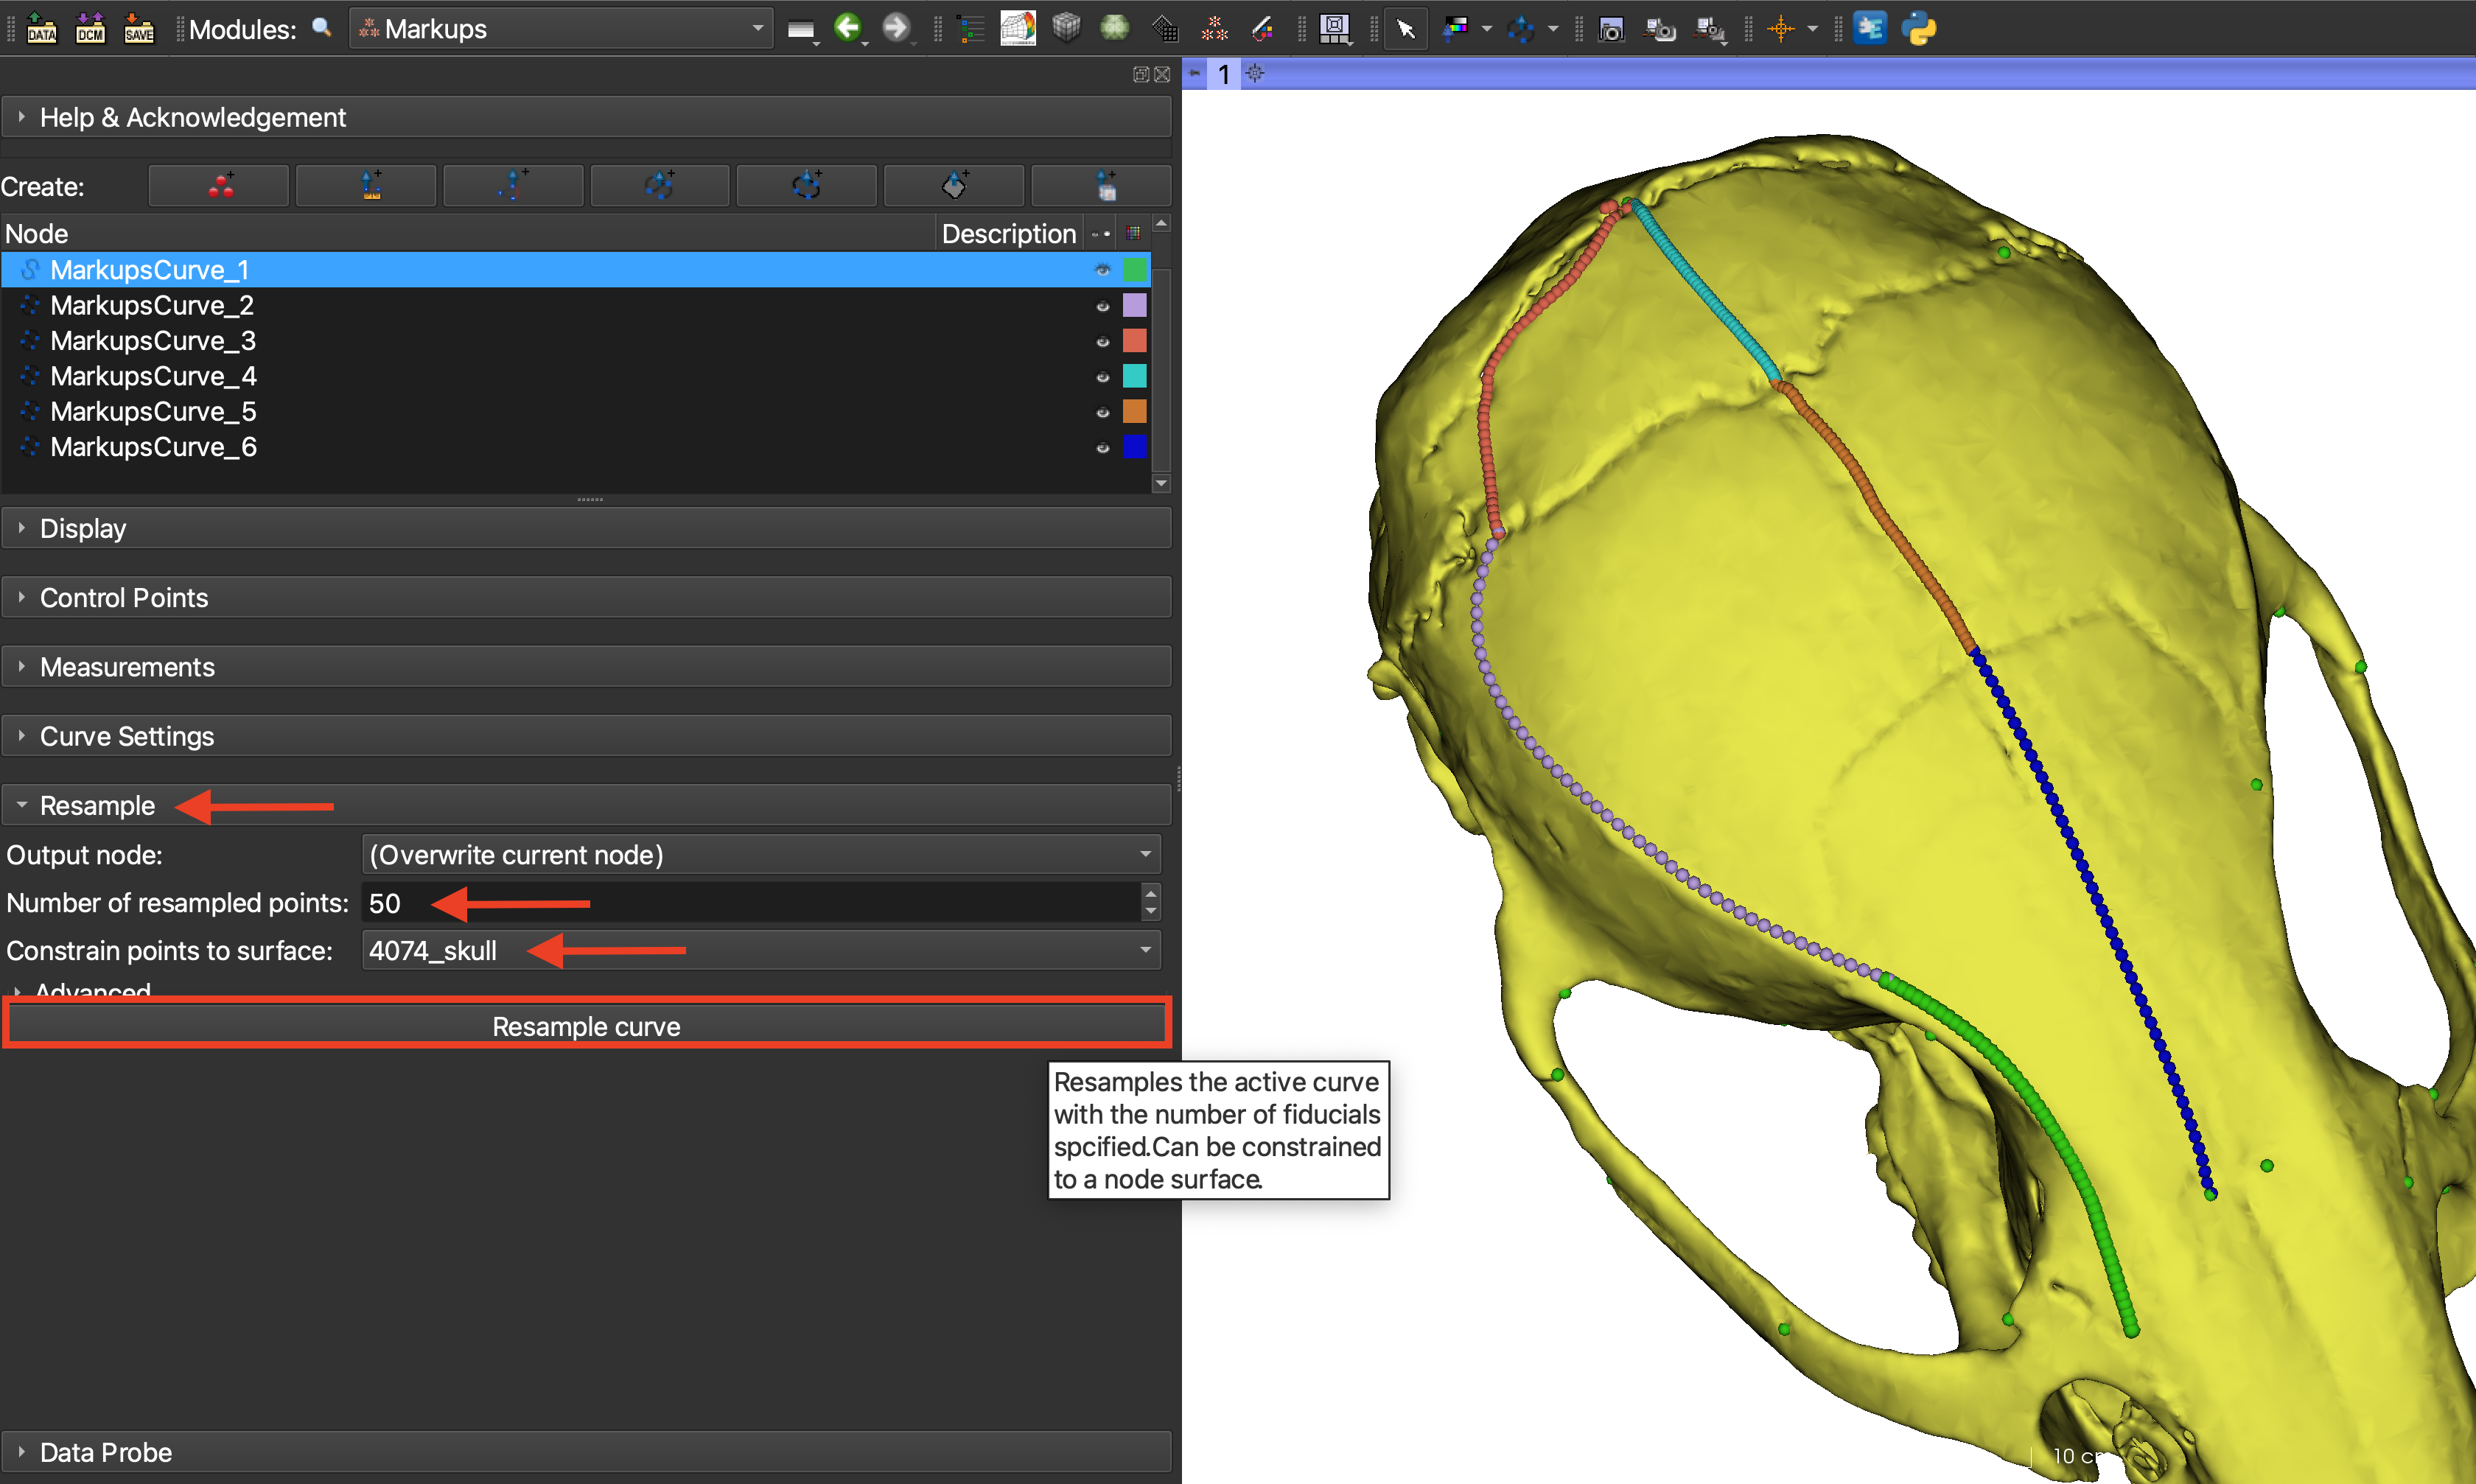 DATA
DCM
SAVE
Modules:
Markups
1
Help & Acknowledgement
Create:
Node
Description
MarkupsCurve_1
MarkupsCurve_2
MarkupsCurve_3
MarkupsCurve_4
MarkupsCurve_5
MarkupsCurve_6
Display
Control Points
Measurements
Curve Settings
Resample
Output node:
(Overwrite current node)
Number of resampled points:
50
Constrain points to surface:
4074_skull
Advanced
Resample curve
Resamples the active curve
with the number of fiducials
spcified.Can be constrained
to a node surface.
Data Probe
10 cm